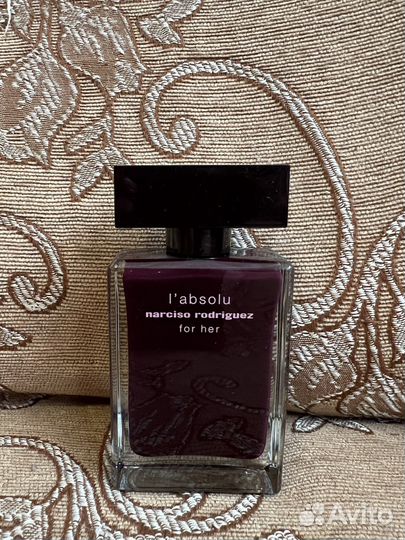 l'absolu
narciso rodriguez
for her
Avito